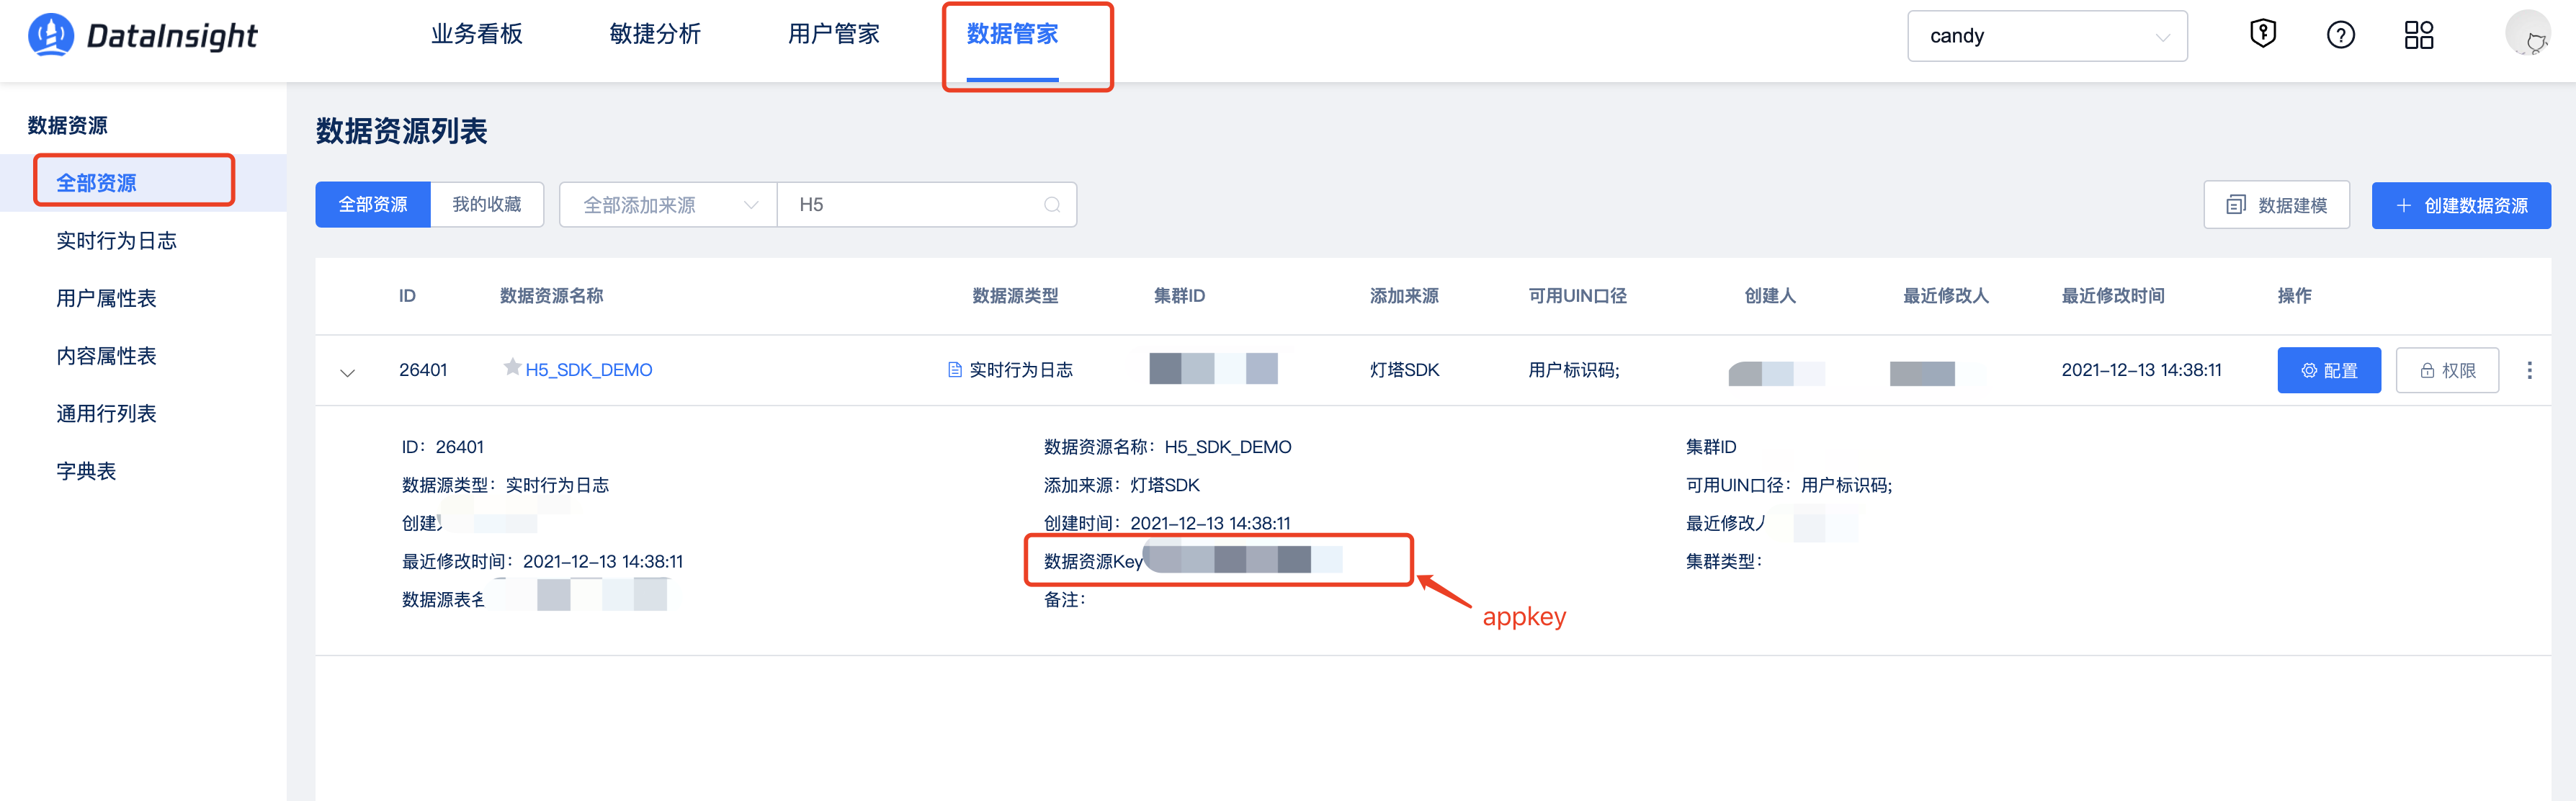 DataInsight
业务看板
敏捷分析
用户管家
数据管家
candy
数据资源
全部资源
实时行为日志
用户属性表
内容属性表
通用行列表
字典表
数据资源列表
全部资源 我的收藏 全部添加来源 H5 数据建模 + 创建数据资源
ID 数据资源名称 数据源类型 集群ID 添加来源 可用UIN口径 创建人 最近修改人 最近修改时间 操作
26401 H5_SDK_DEMO 实时行为日志 灯塔SDK 用户标识码; 2021-12-13 14:38:11 配置 权限
ID：26401 数据资源名称：H5_SDK_DEMO 集群ID
数据源类型：实时行为日志 添加来源：灯塔SDK 可用UIN口径：用户标识码;
创建 创建时间：2021-12-13 14:38:11 最近修改人
最近修改时间：2021-12-13 14:38:11 数据资源Key 集群类型：
数据源表名 备注：
appkey